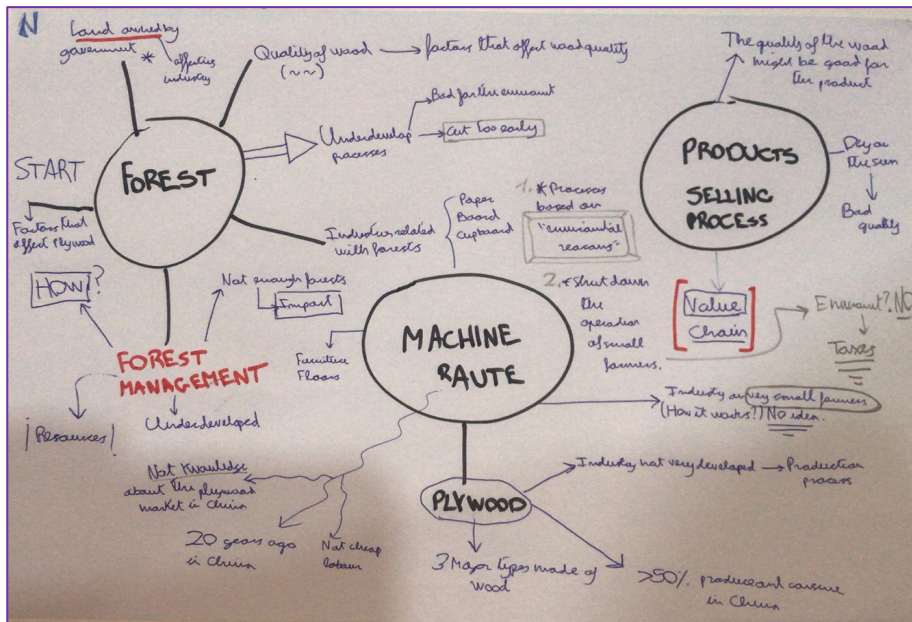 N
Land owned by
government *
affecting
industry
Quality of wood
(~~)
factors that affect wood quality
START
FOREST
Underdevelop
processes
Bad for the
Cut too early
Factors that
affect plywood
Industries related
with forests
Paper
Board
Cupboard
HOW?
Not enough forests
Import
FOREST
MANAGEMENT
¡Resources!
Underdeveloped
Furniture
Floors
MACHINE
RAUTE
1. * Processes
based on
reasons"
2. * Shut down
the
operation
of small
farmers.
The quality of the wood
might be good for
the product
PRODUCTS
SELLING
PROCESS
Dry on
the sun
Bad
quality
Value
Chain
NO
Taxes
Industry on very small farmers
(How it works?) No idea.
Not Knowledge
about the plywood
market in China
20 years ago
in China
Not cheap
labour
PLYWOOD
Industry not very developed
Production
process
3 Major types made of
wood
>50% produce and consume
in China